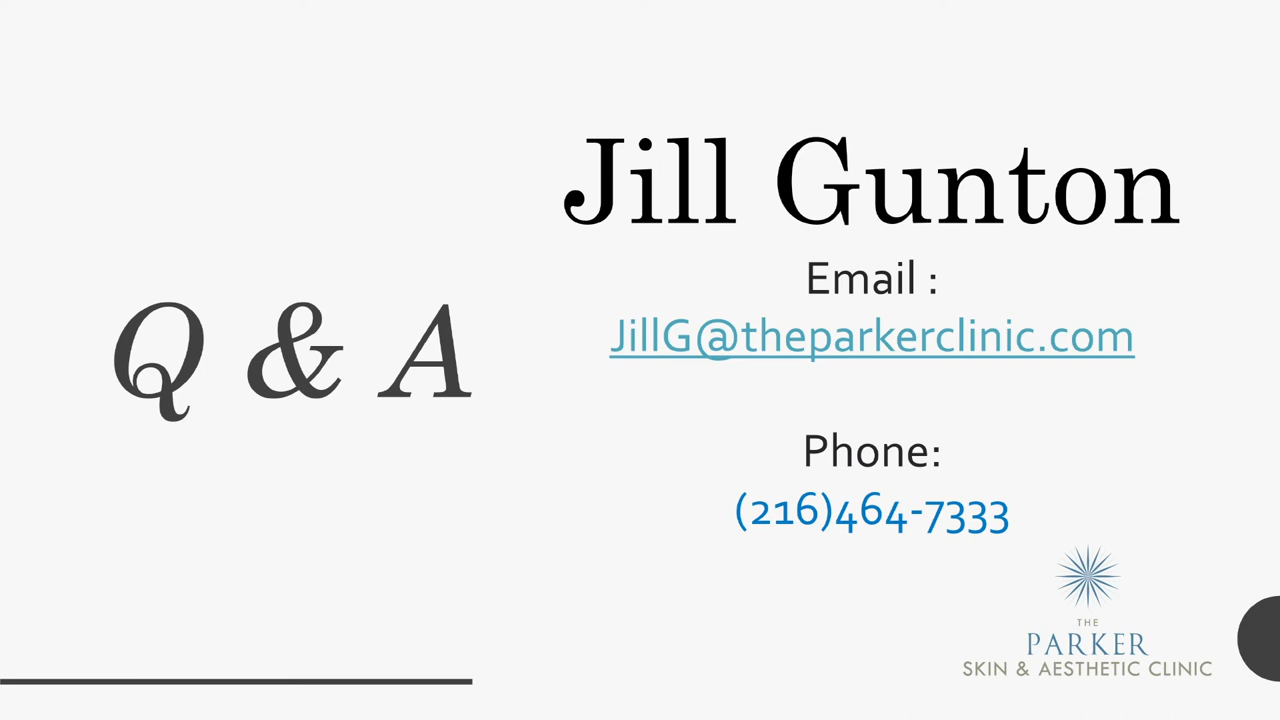 Q & A
Jill Gunton
Email :
JillG@theparkerclinic.com
Phone:
(216)464-7333
THE
PARKER
SKIN & AESTHETIC CLINIC